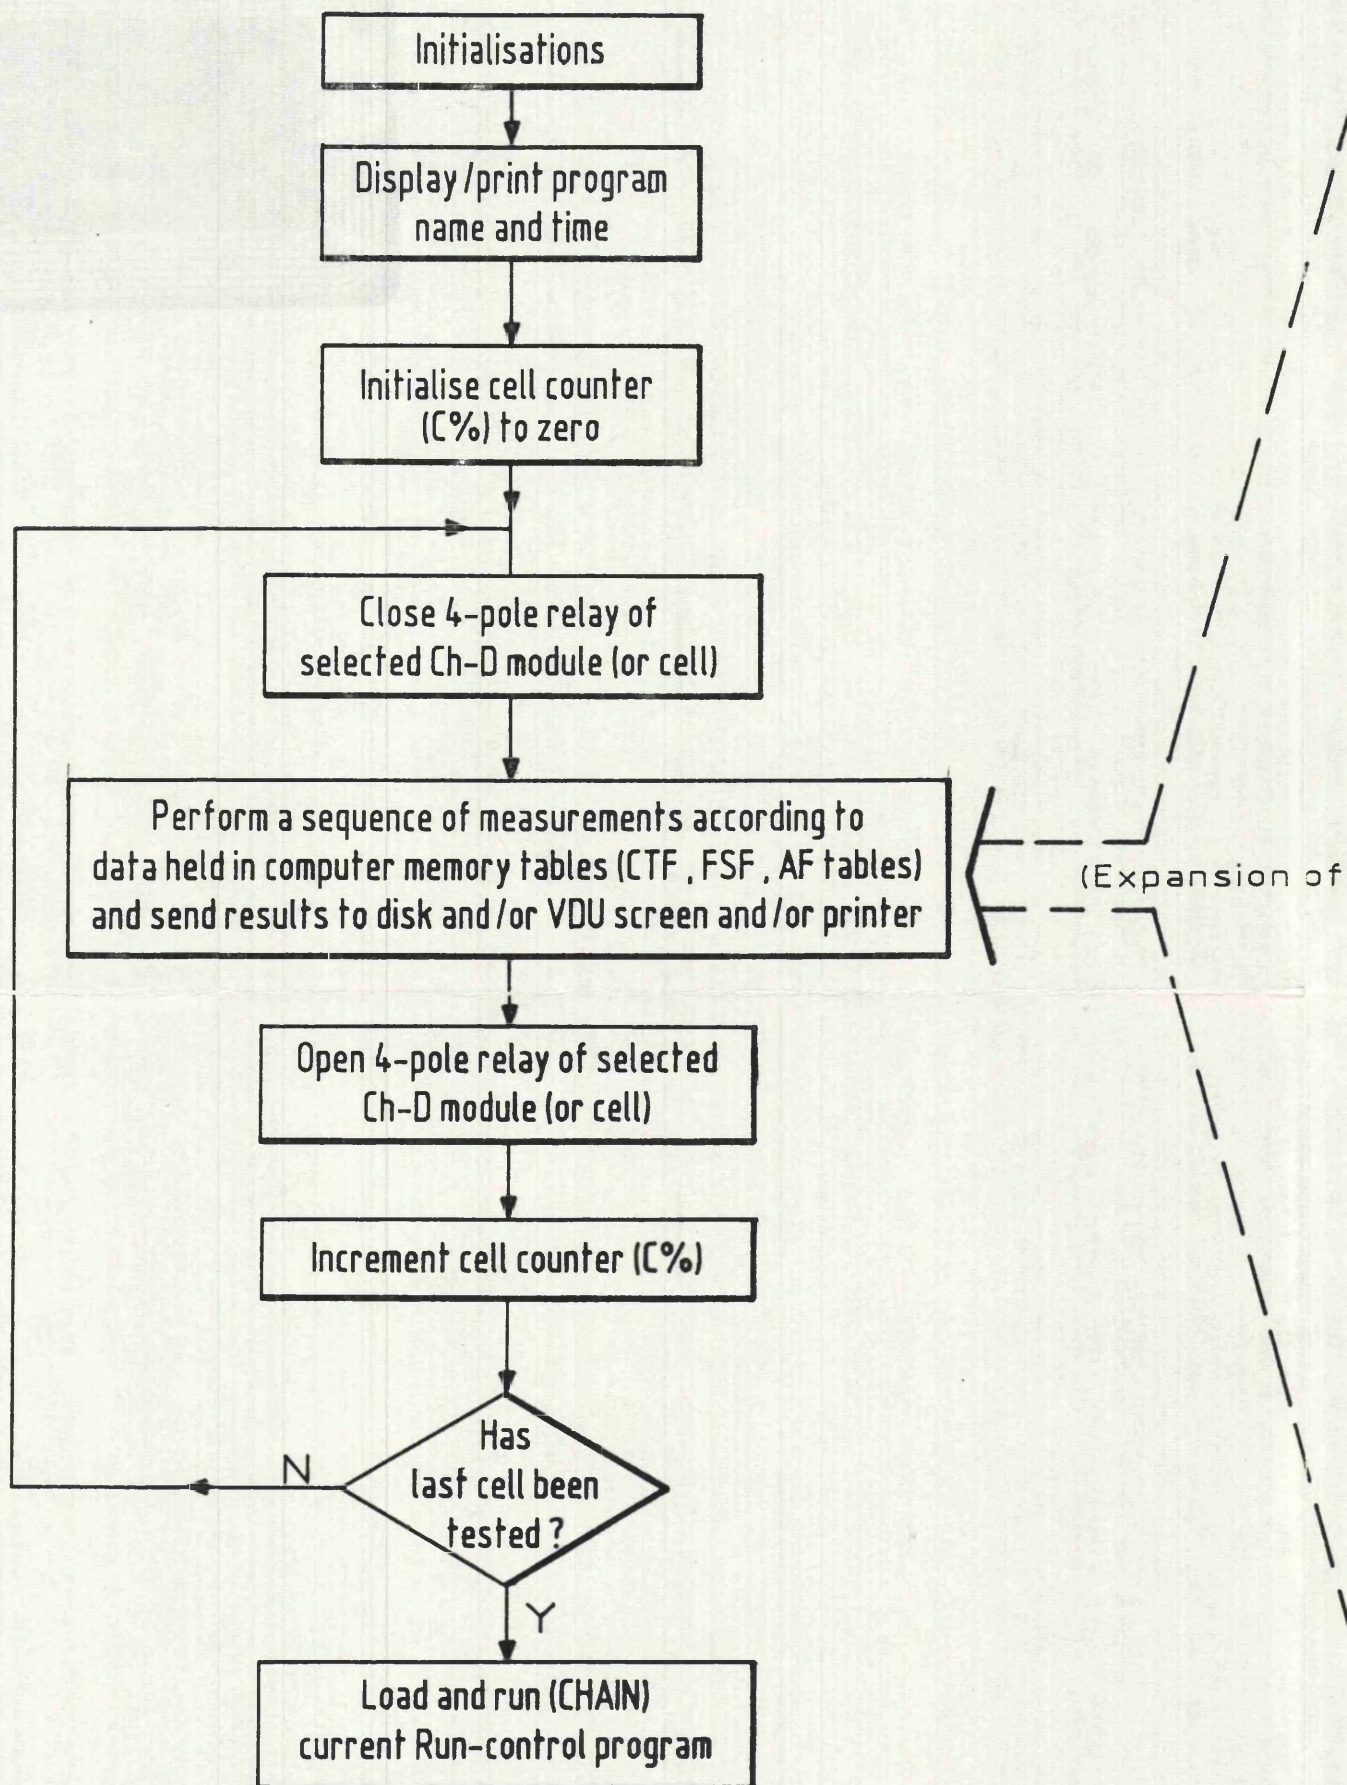 Initialisations
Display/print program
name and time
Initialise cell counter
(C%) to zero
Close 4-pole relay of
selected Ch-D module (or cell)
Perform a sequence of measurements according to
data held in computer memory tables (CTF, FSF, AF tables)
and send results to disk and/or VDU screen and/or printer
(Expansion of
Open 4-pole relay of selected
Ch-D module (or cell)
Increment cell counter (C%)
Has
last cell been
tested?
N
Y
Load and run (CHAIN)
current Run-control program